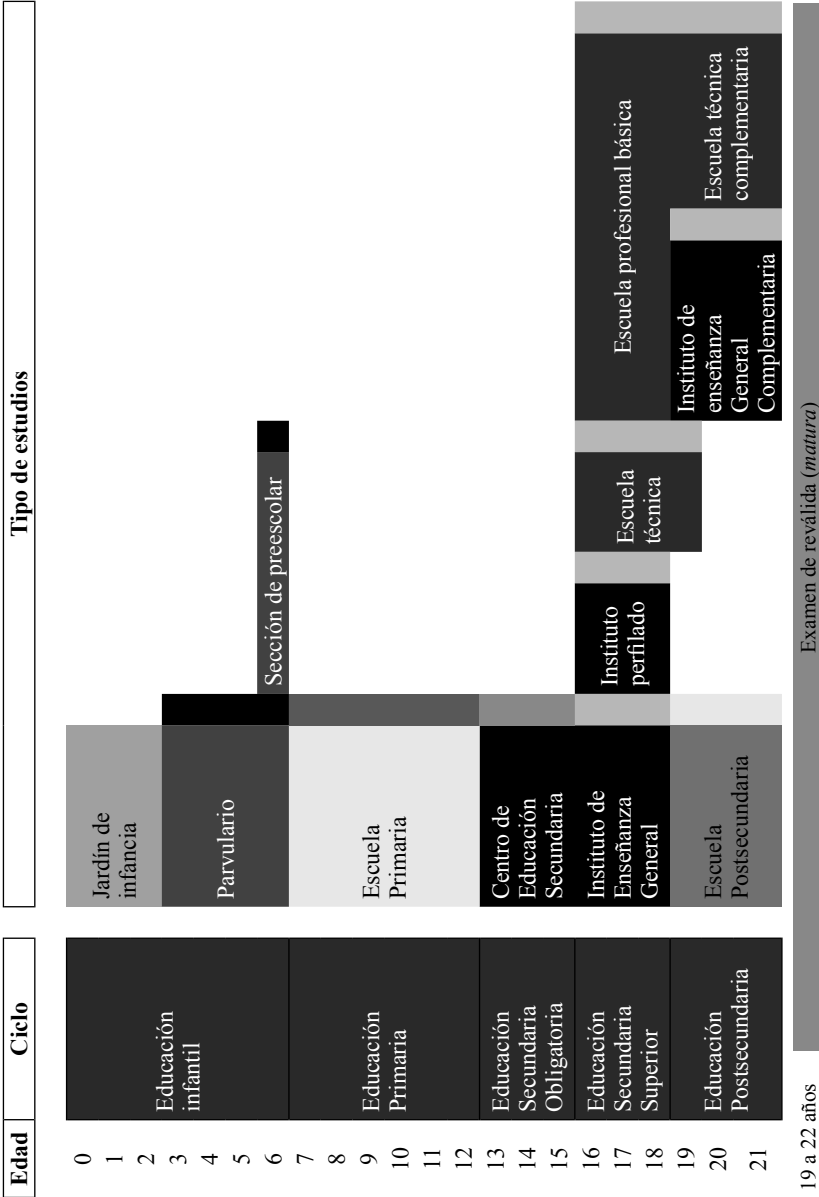 Edad
Ciclo
Tipo de estudios
0
1
2
3
4
5
6
7
8
9
10
11
12
13
14
15
16
17
18
19
20
21
Educación
infantil
Educación
Primaria
Educación
Secundaria
Obligatoria
Educación
Secundaria
Superior
Educación
Postsecundaria
Jardín de
infancia
Parvulario
Sección de preescolar
Escuela
Primaria
Centro de
Educación
Secundaria
Instituto de
Enseñanza
General
Instituto
perfilado
Escuela
técnica
Escuela profesional básica
Escuela
Postsecundaria
Instituto de
enseñanza
General
Complementaria
Escuela técnica
complementaria
19 a 22 años
Examen de reválida (matura)